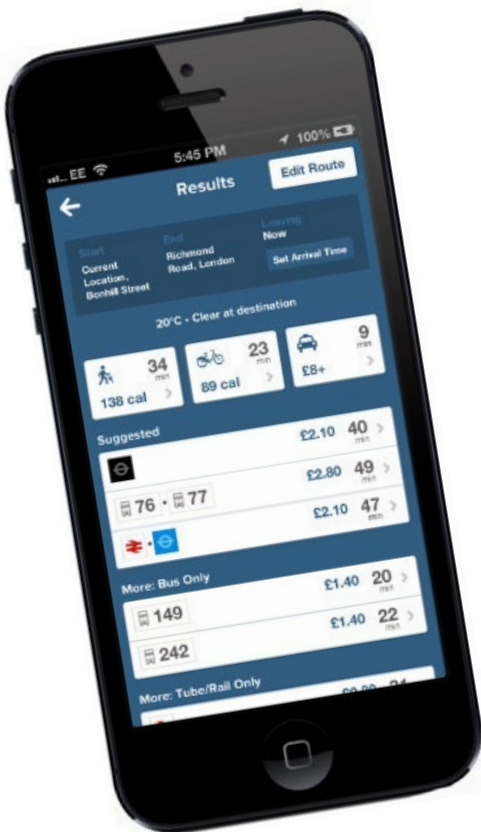 EE
5:45 PM
100%
Results
Edit Route
Start
Current
Location,
Bonhill Street
End
Richmond
Road, London
Leaving
Now
Set Arrival Time
20°C - Clear at destination
34
min
138 cal
23
min
89 cal
9
min
£8+
Suggested
£2.10 40
min
76 · 77 £2.80 49
min
£2.10 47
min
More: Bus Only
149 £1.40 20
min
242 £1.40 22
min
More: Tube/Rail Only